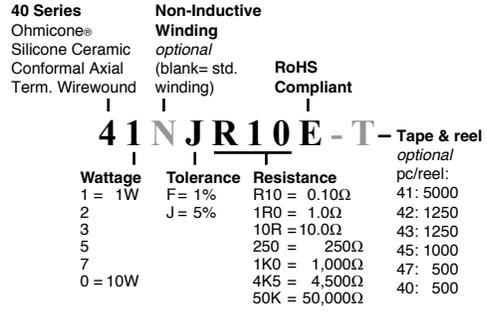 40 Series
Ohmicone®
Silicone Ceramic
Conformal Axial
Term. Wirewound
Non-Inductive
Winding
optional
(blank= std.
winding)
RoHS
Compliant
41NJR10E-T
Tape & reel
optional
pc/reel:
41: 5000
42: 1250
43: 1250
45: 1000
47: 500
40: 500
Wattage
1 = 1W
2
3
5
7
0 = 10W
Tolerance
F= 1%
J= 5%
Resistance
R10 = 0.10Ω
1R0 = 1.0Ω
10R =10.0Ω
250 = 250Ω
1K0 = 1,000Ω
4K5 = 4,500Ω
50K = 50,000Ω